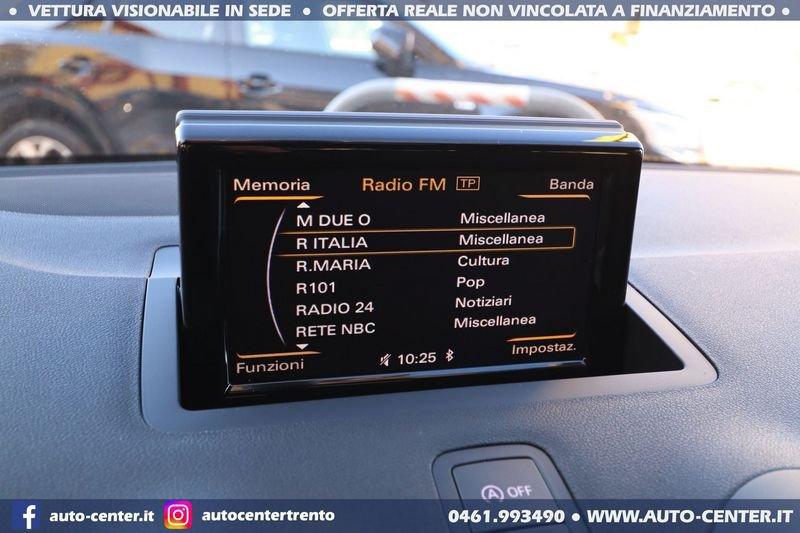 • VETTURA VISIONABILE IN SEDE • OFFERTA REALE NON VINCOLATA A FINANZIAMENTO •
Memoria Radio FM TP Banda
M DUE O Miscellanea
R ITALIA Miscellanea
R.MARIA Cultura
R101 Pop
RADIO 24 Notiziari
RETE NBC Miscellanea
Funzioni 10:25 Impostaz.
A OFF
auto-center.it autocentertrento 0461.993490 • WWW.AUTO-CENTER.IT